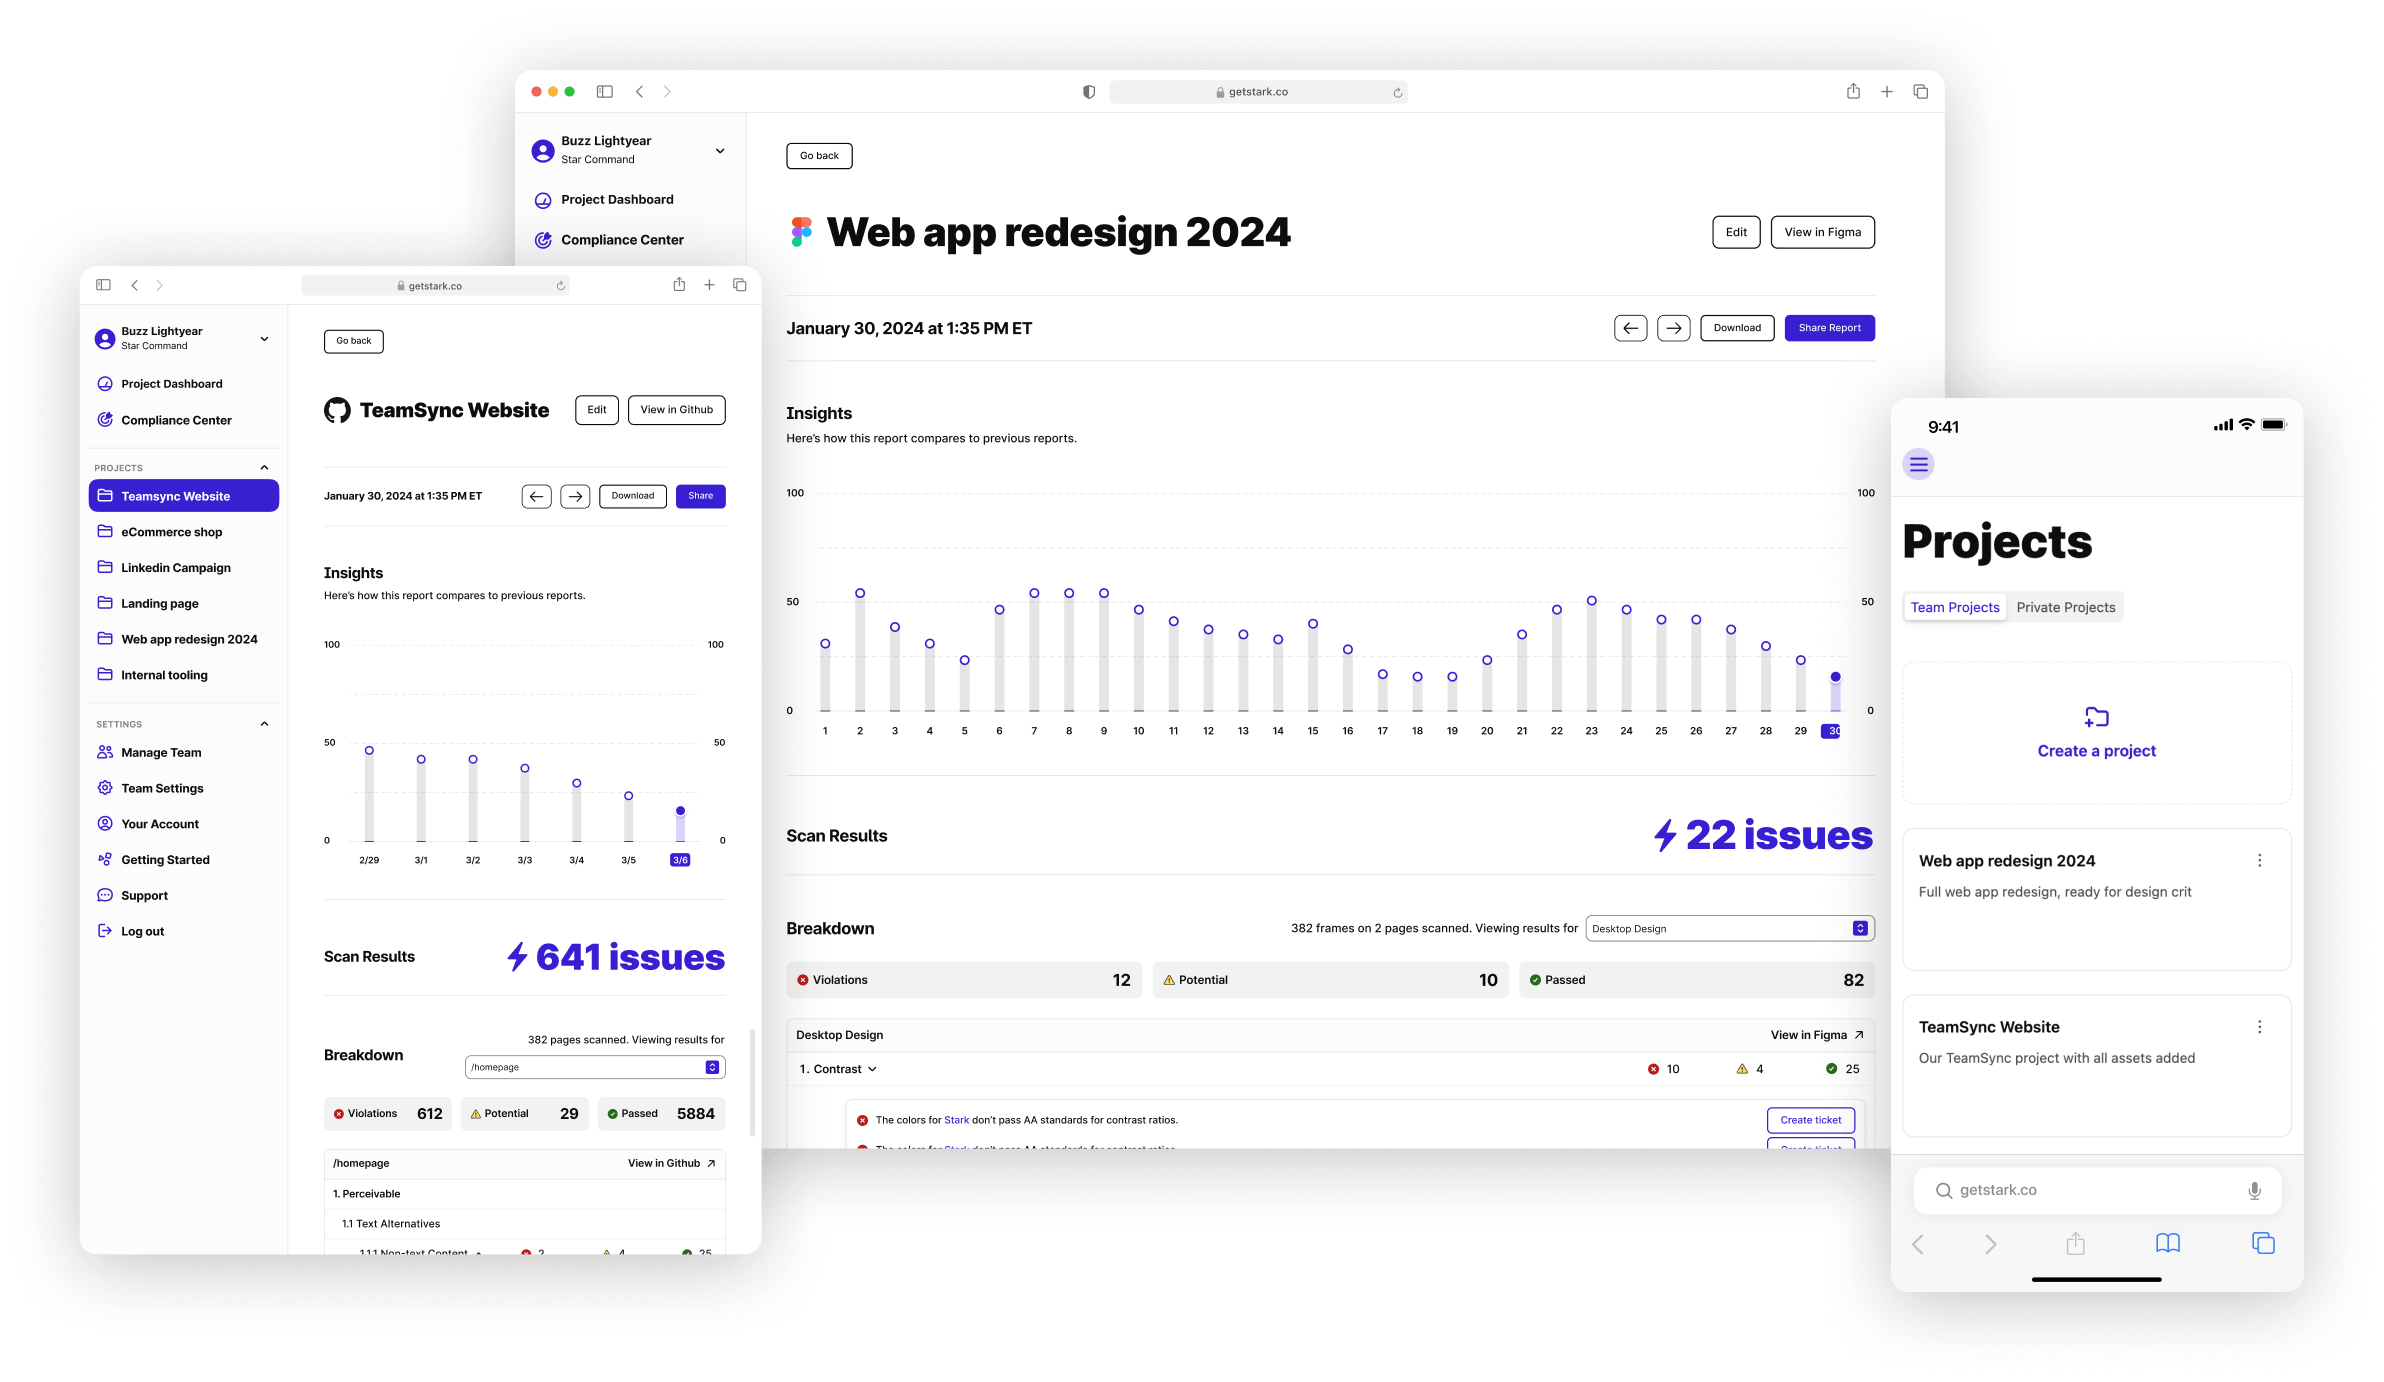 getstark.co
Buzz Lightyear
Star Command
Project Dashboard
Compliance Center
Go back
Web app redesign 2024
Edit
View in Figma
January 30, 2024 at 1:35 PM ET
Download
Share Report
Insights
Here’s how this report compares to previous reports.
100 100
50 50
0 0
1 2 3 4 5 6 7 8 9 10 11 12 13 14 15 16 17 18 19 20 21 22 23 24 25 26 27 28 29 30
Scan Results
22 issues
Breakdown
382 frames on 2 pages scanned. Viewing results for
Desktop Design
Violations 12
Potential 10
Passed 82
Desktop Design
View in Figma
1. Contrast
10 4 25
The colors for Stark don’t pass AA standards for contrast ratios.
Create ticket
The colors for Stark don’t pass AA standards for contrast ratios.
Create ticket
getstark.co
Buzz Lightyear
Star Command
Project Dashboard
Compliance Center
PROJECTS
Teamsync Website
eCommerce shop
Linkedin Campaign
Landing page
Web app redesign 2024
Internal tooling
SETTINGS
Manage Team
Team Settings
Your Account
Getting Started
Support
Log out
Go back
TeamSync Website
Edit
View in Github
January 30, 2024 at 1:35 PM ET
Download
Share
Insights
Here’s how this report compares to previous reports.
100 100
50 50
0 0
2/29 3/1 3/2 3/3 3/4 3/5 3/6
Scan Results
641 issues
382 pages scanned. Viewing results for
Breakdown
/homepage
Violations 612
Potential 29
Passed 5884
/homepage
View in Github
1. Perceivable
1.1 Text Alternatives
1.1.1 Non-text Content 2 4 25
9:41
Projects
Team Projects
Private Projects
Create a project
Web app redesign 2024
Full web app redesign, ready for design crit
TeamSync Website
Our TeamSync project with all assets added
getstark.co